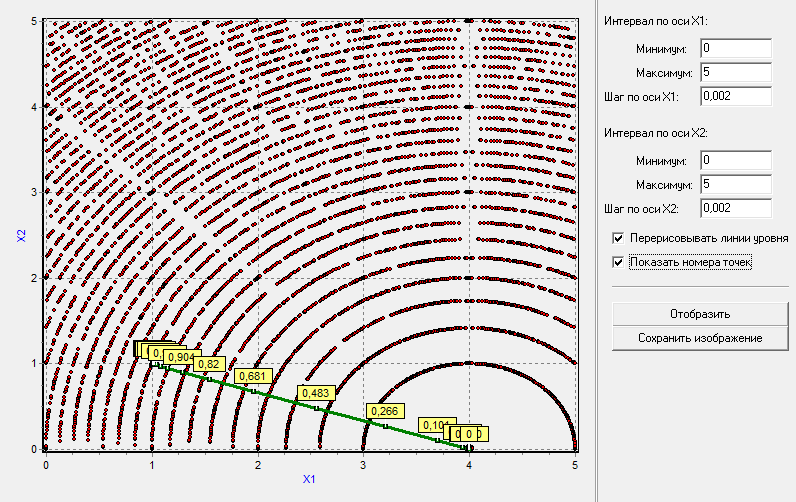 5
4
3
2
1
0
X2
0
1
2
3
4
5
X1
0,904
0,82
0,681
0,483
0,266
0,101
0
Интервал по оси X1:
Минимум: 0
Максимум: 5
Шаг по оси X1: 0,002
Интервал по оси X2:
Минимум: 0
Максимум: 5
Шаг по оси X2: 0,002
Перерисовывать линии уровня
Показать номера точек
Отобразить
Сохранить изображение